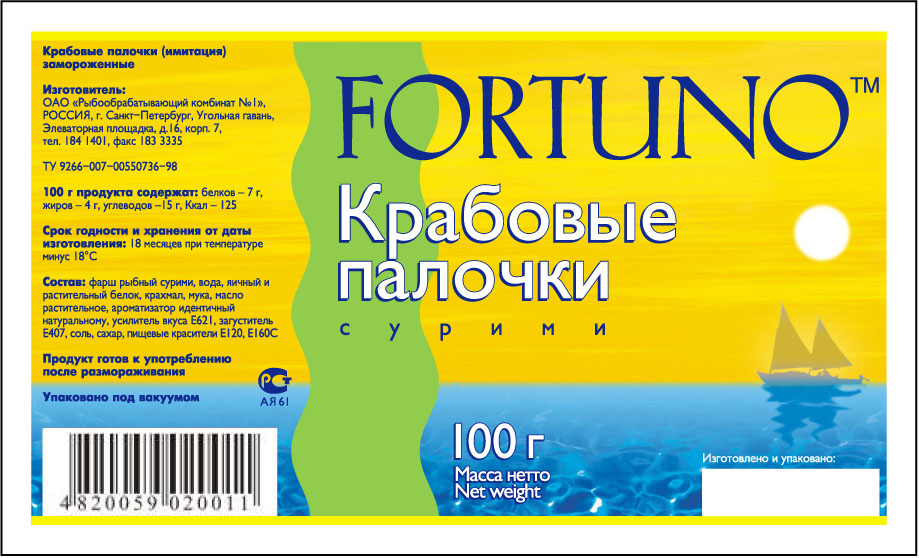 Крабовые палочки (имитация)
замороженные
Изготовитель:
ОАО «Рыбообрабатывающий комбинат №1»,
РОССИЯ, г. Санкт–Петербург, Угольная гавань,
Элеваторная площадка, д.16, корп. 7,
тел. 184 1401, факс 183 3335
ТУ 9266–007–00550736–98
100 г продукта содержат: белков – 7 г,
жиров – 4 г, углеводов –15 г, Ккал – 125
Срок годности и хранения от даты
изготовления: 18 месяцев при температуре
минус 18°С
Состав: фарш рыбный сурими, вода, яичный и
растительный белок, крахмал, мука, масло
растительное, ароматизатор идентичный
натуральному, усилитель вкуса Е621, загуститель
Е407, соль, сахар, пищевые красители Е120, Е160С
Продукт готов к употреблению
после размораживания
Упаковано под вакуумом
РСТ
АЯ61
4 820059 020011
FORTUNO™
Крабовые
палочки
сурими
100 г
Масса нетто
Net weight
Изготовлено и упаковано: